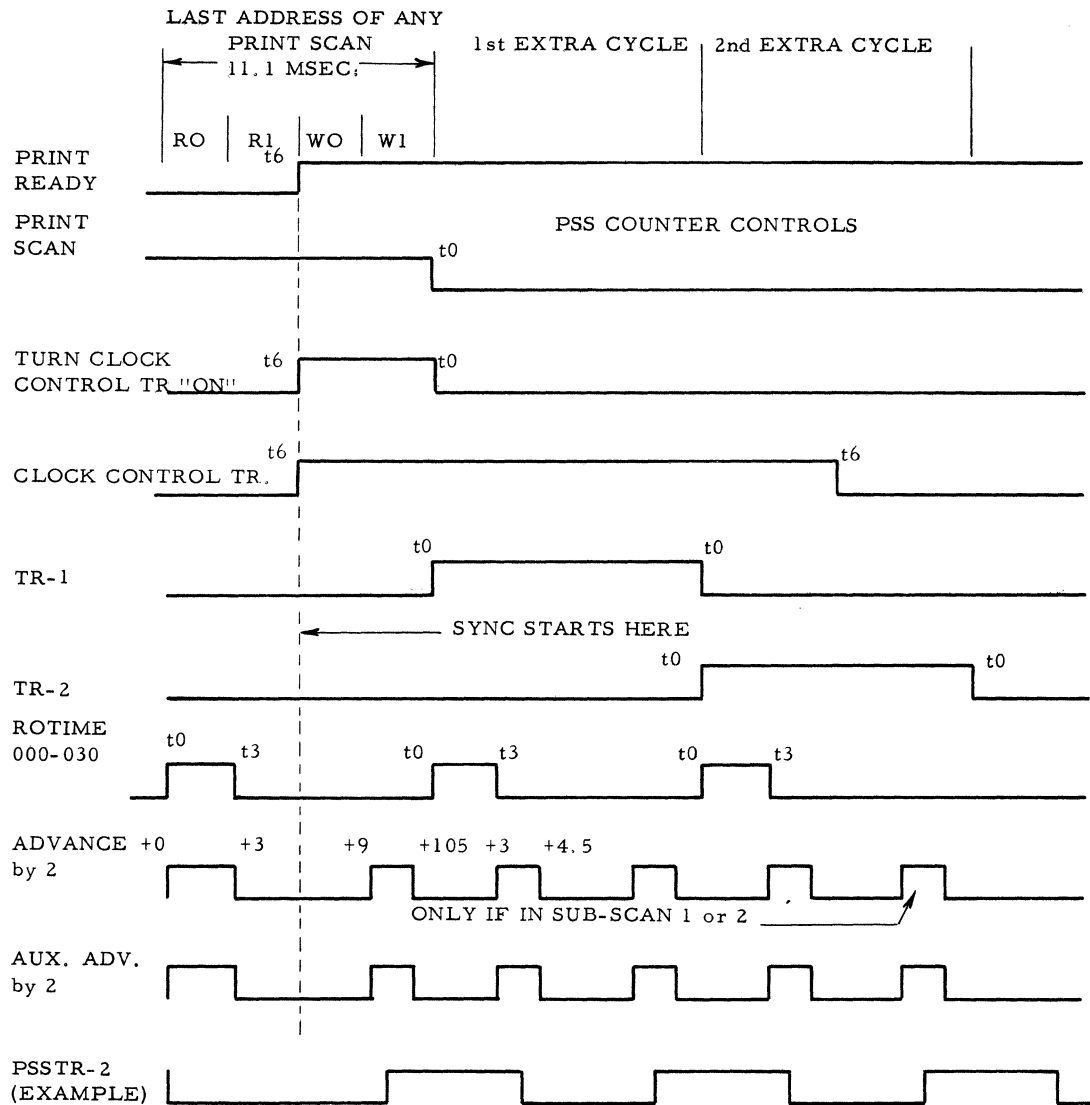 LAST ADDRESS OF ANY
PRINT SCAN
11.1 MSEC.
1st EXTRA CYCLE
2nd EXTRA CYCLE
RO
R1
WO
W1
PRINT
READY
t6
PRINT
SCAN
PSS COUNTER CONTROLS
t0
TURN CLOCK
CONTROL TR "ON"
t6
t0
CLOCK CONTROL TR.
t6
t6
TR-1
t0
t0
SYNC STARTS HERE
TR-2
t0
t0
ROTIME
000-030
t0
t3
t0
t3
t0
t3
ADVANCE
by 2
+0
+3
+9
+105
+3
+4.5
ONLY IF IN SUB-SCAN 1 or 2
AUX. ADV.
by 2
PSSTR-2
(EXAMPLE)